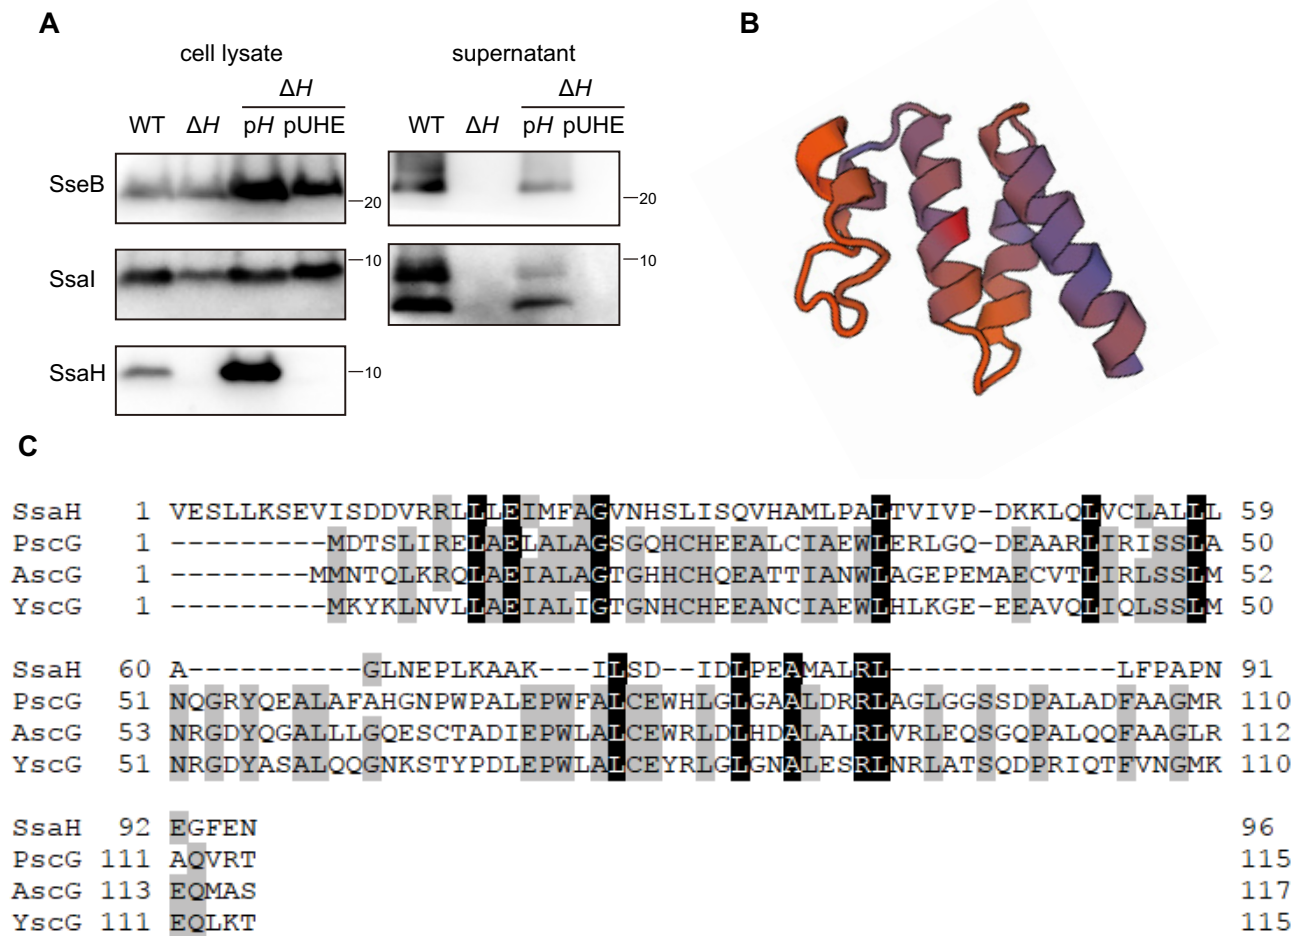 A
B
cell lysate
supernatant
ΔH
ΔH
WT ΔH pH pUHE
WT ΔH pH pUHE
SseB
20
20
SsaI
10
10
SsaH
10
C
SsaH 1 VESLLKSEVISDDVRRLLLEIMFAGVNHSLISQVHAMLPALTVIVP-DKKLQLVCLALLL 59
PscG 1 ---------MDTSLIRELAELALAGSGQHCHEEALCIAEWLERLGQ-DEAARLIRISSLA 50
AscG 1 --------MMNTQLKRQLAEIALAGTGHHCHQEATTIANWLAGEPEMAECVTLIRLSSLM 52
YscG 1 ---------MKYKLNVLLAEIALIGTGNHCHEEANCIAEWLHLKGE-EEAVQLIQLSSLM 50
SsaH 60 A----------GLNEPLKAAK---ILSD--IDLPEAMALRL-------------LFPAPN 91
PscG 51 NQGRYQEALAFAHGNPWPALEPWFALCEWHLGLGAALDRRLAGLGGSSDPALADFAAGMR 110
AscG 53 NRGDYQGALLLGQESCTADIEPWLALCEWRLDLHDALALRLVRLEQSGQPALQQFAAGLR 112
YscG 51 NRGDYASALQQGNKSTYPDLEPWLALCEYRLGLGNALESRLNRLATSQDPRIQTFVNGMK 110
SsaH 92 EGFEN 96
PscG 111 AQVRT 115
AscG 113 EQMAS 117
YscG 111 EQLKT 115